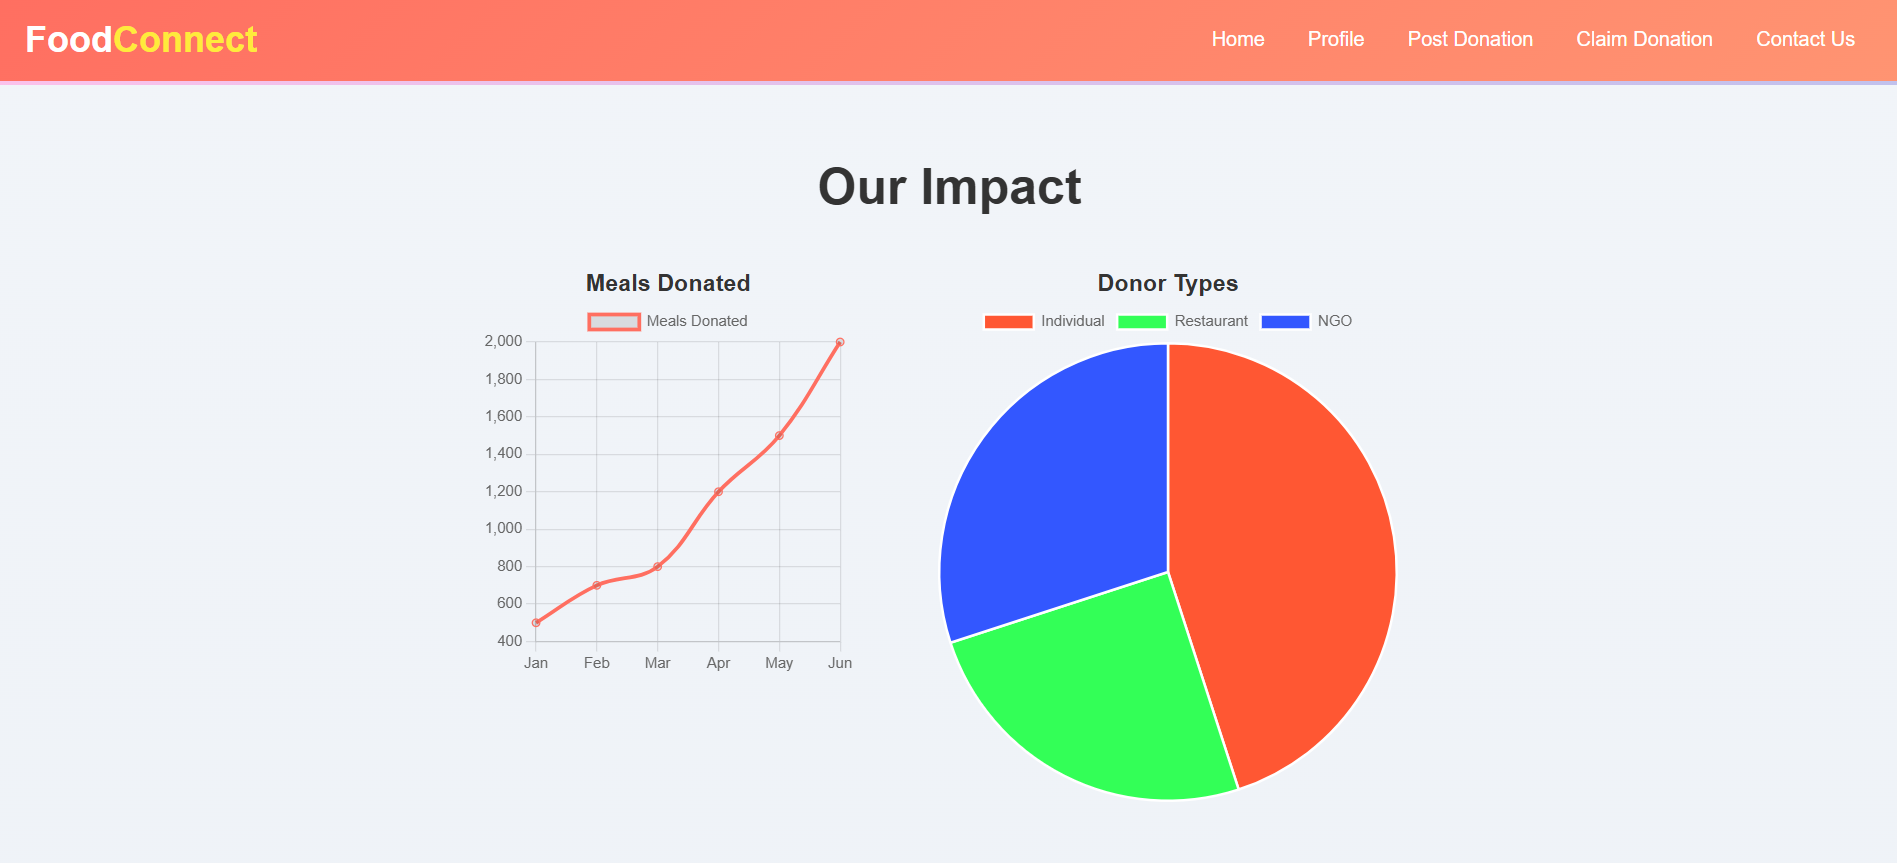 FoodConnect
Home Profile Post Donation Claim Donation Contact Us
Our Impact
Meals Donated
Meals Donated
2,000
1,800
1,600
1,400
1,200
1,000
800
600
400
Jan Feb Mar Apr May Jun
Donor Types
Individual Restaurant NGO